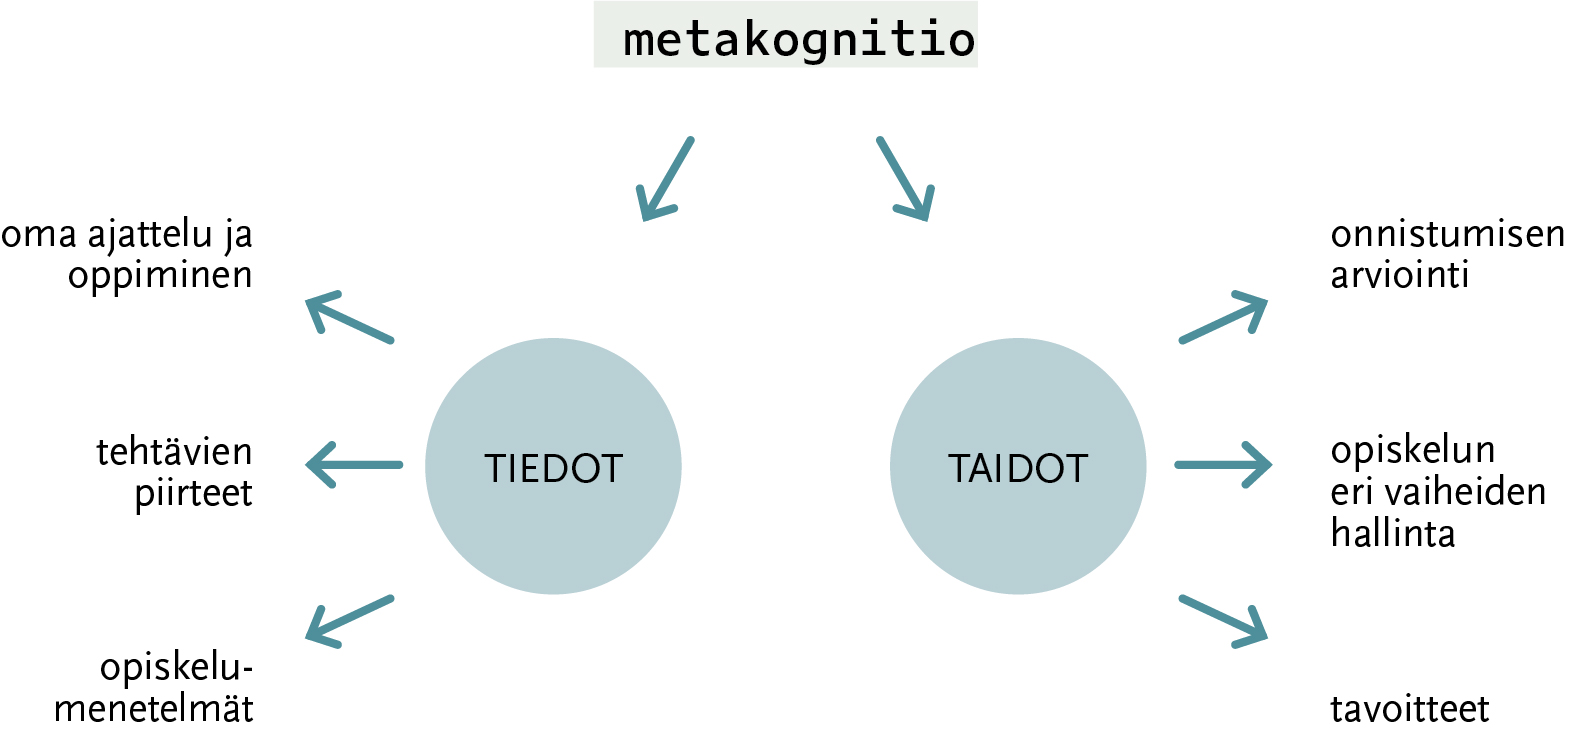 metakognitio
oma ajattelu ja
oppiminen
tehtävien
piirteet
opiskelu-
menetelmät
TIEDOT
TAIDOT
onnistumisen
arviointi
opiskelun
eri vaiheiden
hallinta
tavoitteet